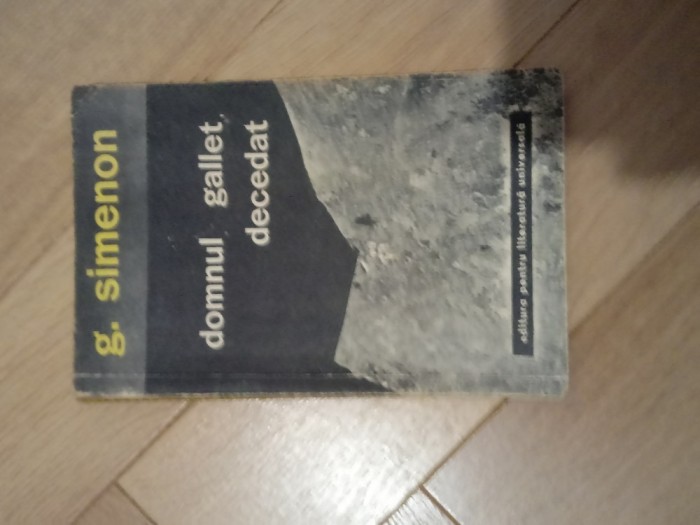 g. simenon
domnul gallet,
decedat
editura pentru literatură universală